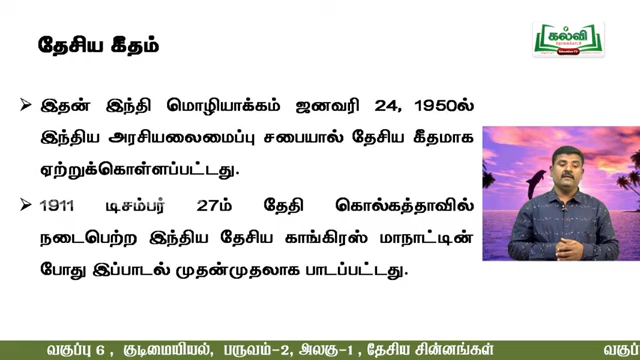 தேசிய கீதம்
கல்வி
➢ இதன் இந்தி மொழியாக்கம் ஜனவரி 24, 1950ல்
இந்திய அரசியலைமைப்பு சபையால் தேசிய கீதமாக
ஏற்றுக்கொள்ளப்பட்டது.
➢ 1911 டிசம்பர் 27ம் தேதி கொல்கத்தாவில்
நடைபெற்ற இந்திய தேசிய காங்கிரஸ் மாநாட்டின்
போது இப்பாடல் முதன்முதலாக பாடப்பட்டது.
வகுப்பு 6 , குடிமையியல், பருவம்-2, அலகு-1 , தேசிய சின்னங்கள் வகுப்